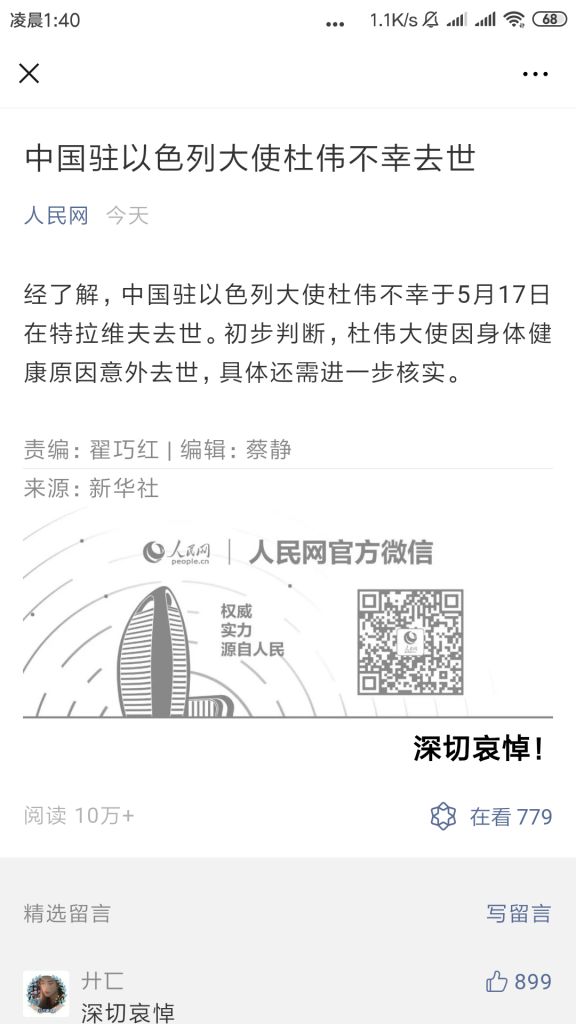 凌晨1:40
... 1.1K/s 68
中国驻以色列大使杜伟不幸去世
人民网 今天
经了解，中国驻以色列大使杜伟不幸于5月17日
在特拉维夫去世。初步判断，杜伟大使因身体健
康原因意外去世，具体还需进一步核实。
责编：翟巧红 | 编辑：蔡静
来源：新华社
人民网 people.cn | 人民网官方微信
权威
实力
源自人民
深切哀悼！
阅读 10万+ 在看 779
精选留言 写留言
廾匸 899
深切哀悼